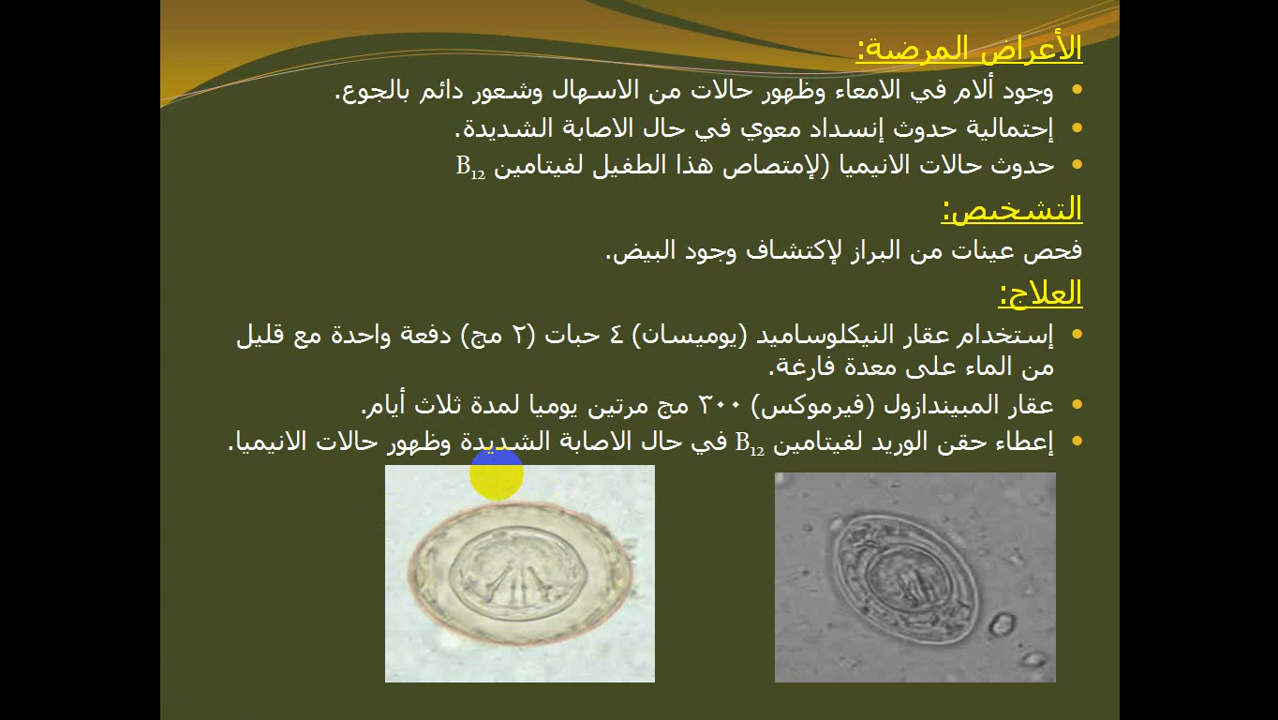 الأعراض المرضية:
وجود ألام في الامعاء وظهور حالات من الاسهال وشعور دائم بالجوع.
إحتمالية حدوث إنسداد معوي في حال الاصابة الشديدة.
حدوث حالات الانيميا (لإمتصاص هذا الطفيل لفيتامين B₁₂
التشخيص:
فحص عينات من البراز لإكتشاف وجود البيض.
العلاج:
إستخدام عقار النيكلوساميد (يوميسان) ٤ حبات (٢ مج) دفعة واحدة مع قليل
من الماء على معدة فارغة.
عقار المبيندازول (فيرموكس) ٣٠٠ مج مرتين يوميا لمدة ثلاث أيام.
إعطاء حقن الوريد لفيتامين B₁₂ في حال الاصابة الشديدة وظهور حالات الانيميا.